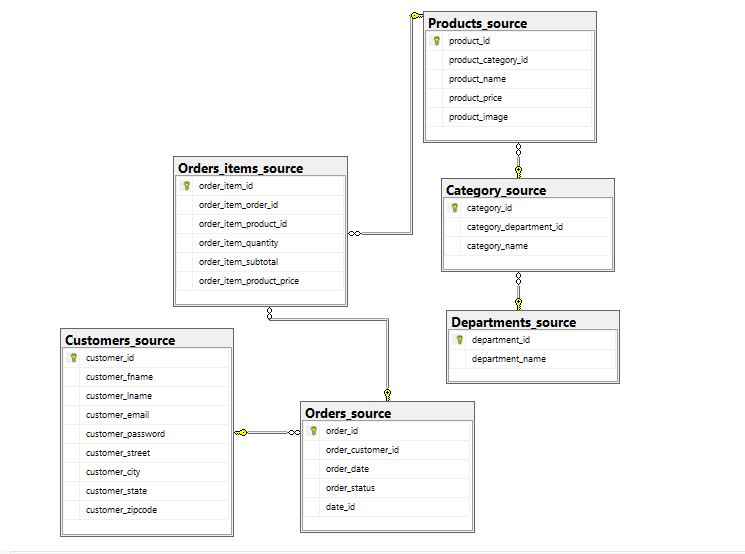 Products_source
product_id
product_category_id
product_name
product_price
product_image
Orders_items_source
order_item_id
order_item_order_id
order_item_product_id
order_item_quantity
order_item_subtotal
order_item_product_price
Category_source
category_id
category_department_id
category_name
Departments_source
department_id
department_name
Customers_source
customer_id
customer_fname
customer_lname
customer_email
customer_password
customer_street
customer_city
customer_state
customer_zipcode
Orders_source
order_id
order_customer_id
order_date
order_status
date_id